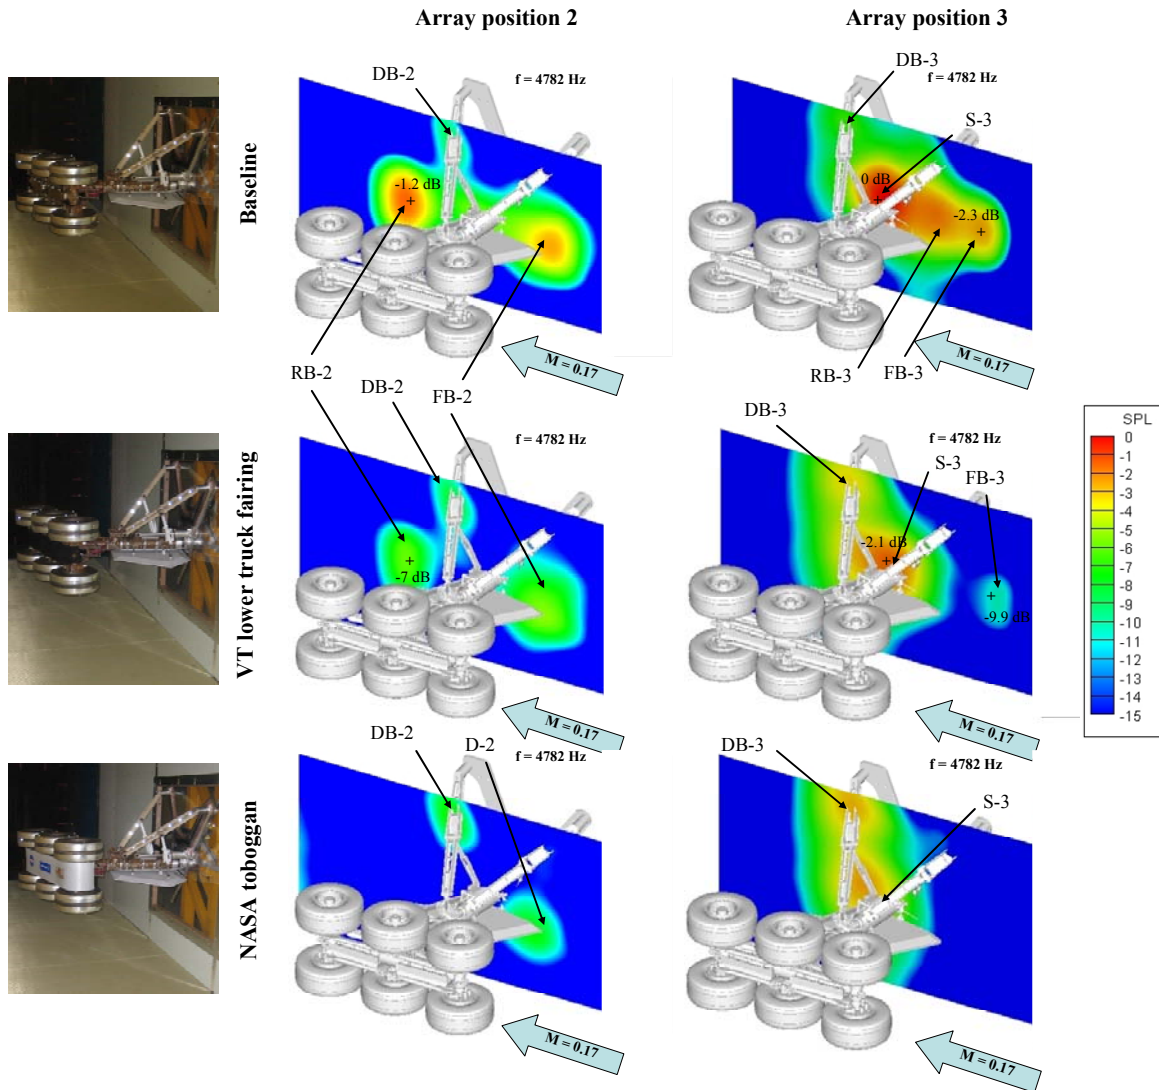 Array position 2
Array position 3
Baseline
DB-2
f = 4782 Hz
-1.2 dB
M = 0.17
DB-3
f = 4782 Hz
S-3
0 dB
-2.3 dB
M = 0.17
RB-2
DB-2
FB-2
RB-3
FB-3
VT lower truck fairing
f = 4782 Hz
-7 dB
M = 0.17
DB-3
f = 4782 Hz
S-3
FB-3
-2.1 dB
-9.9 dB
M = 0.17
SPL
0
-1
-2
-3
-4
-5
-6
-7
-8
-9
-10
-11
-12
-13
-14
-15
NASA toboggan
DB-2
D-2
f = 4782 Hz
M = 0.17
DB-3
f = 4782 Hz
S-3
M = 0.17